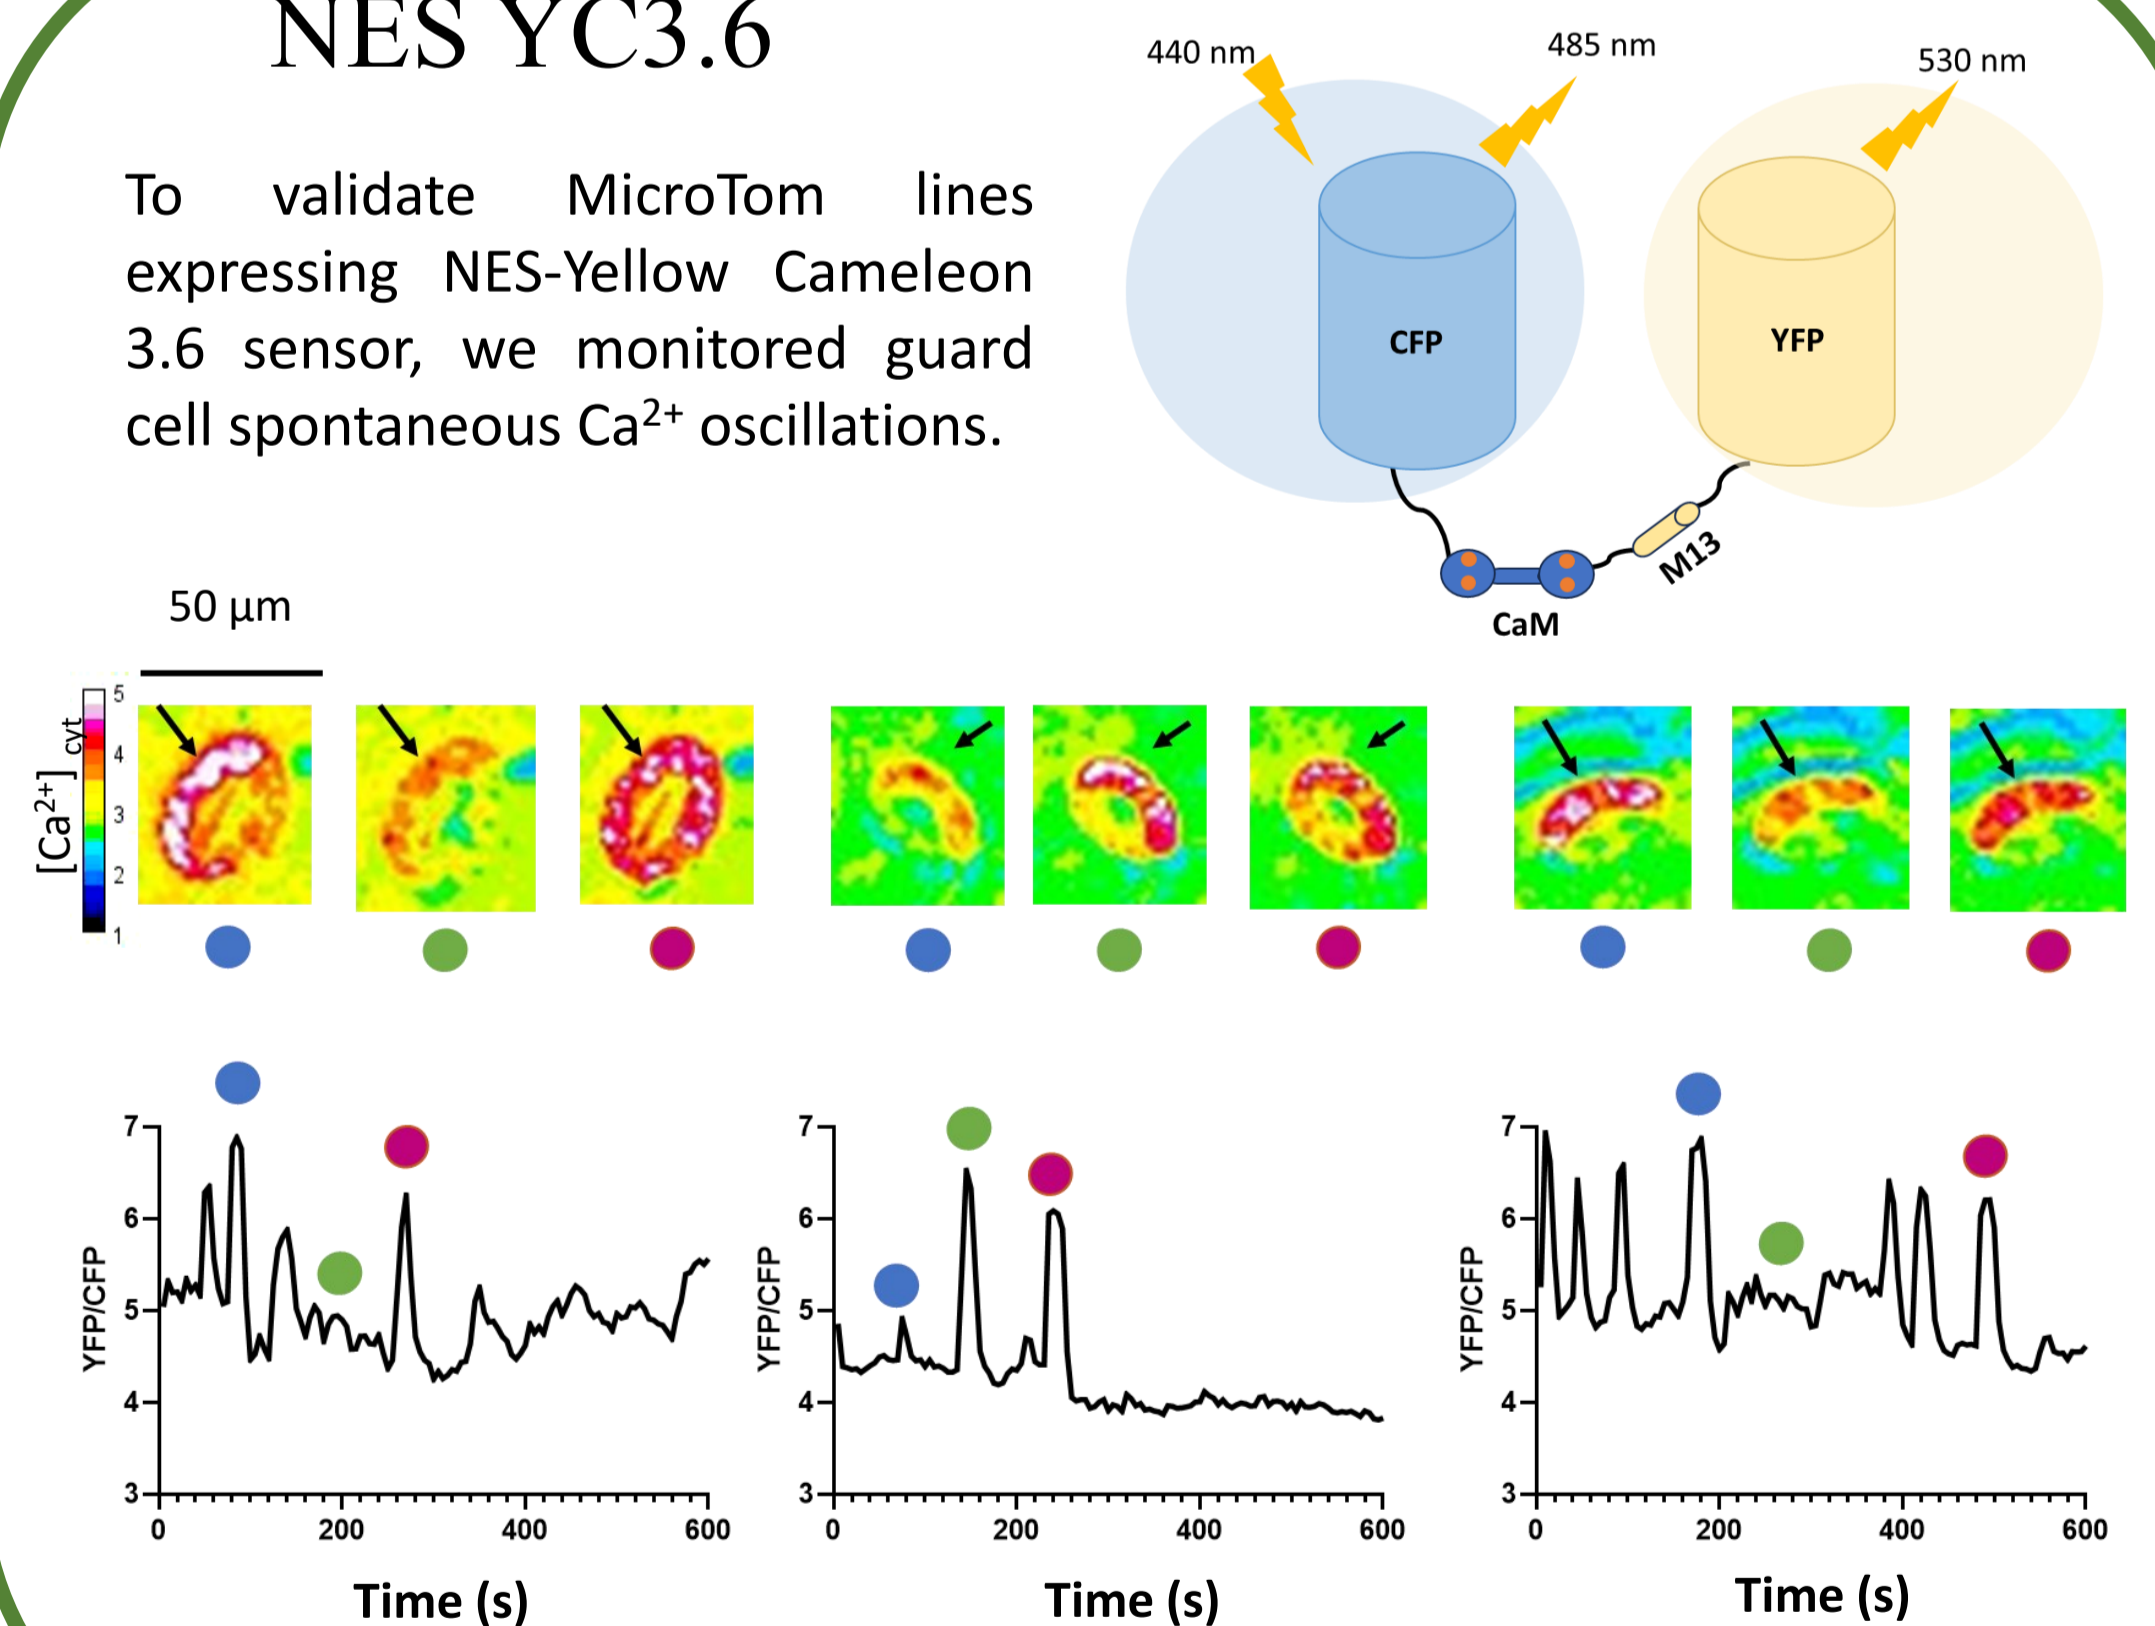 NES YC3.6
To validate MicroTom lines
expressing NES-Yellow Cameleon
3.6 sensor, we monitored guard
cell spontaneous Ca²⁺ oscillations.
440 nm
485 nm
530 nm
CFP
YFP
M13
CaM
50 µm
[Ca²⁺]cyt
5
4
3
2
1
YFP/CFP
7
6
5
4
3
0 200 400 600
Time (s)
YFP/CFP
7
6
5
4
3
0 200 400 600
Time (s)
YFP/CFP
7
6
5
4
3
0 200 400 600
Time (s)